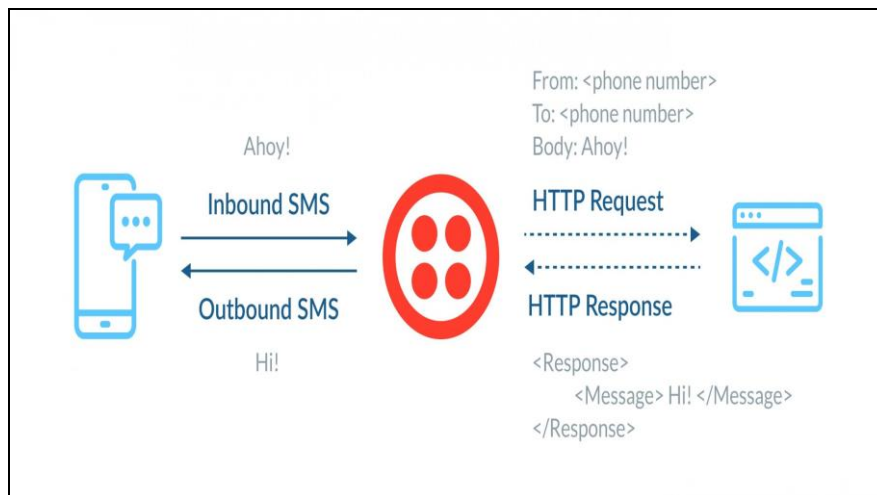 From: <phone number>
To: <phone number>
Body: Ahoy!
Ahoy!
Inbound SMS
HTTP Request
Outbound SMS
HTTP Response
Hi!
<Response>
<Message> Hi! </Message>
</Response>